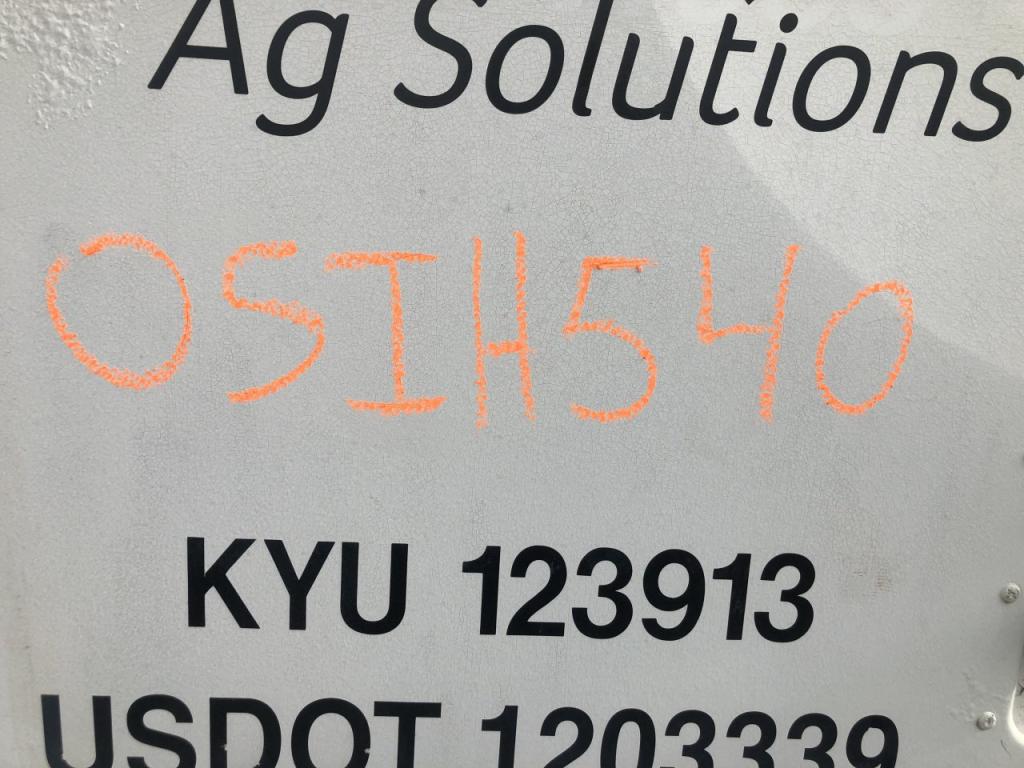 Ag Solutions
OSIH540
KYU 123913
USDOT 1203339